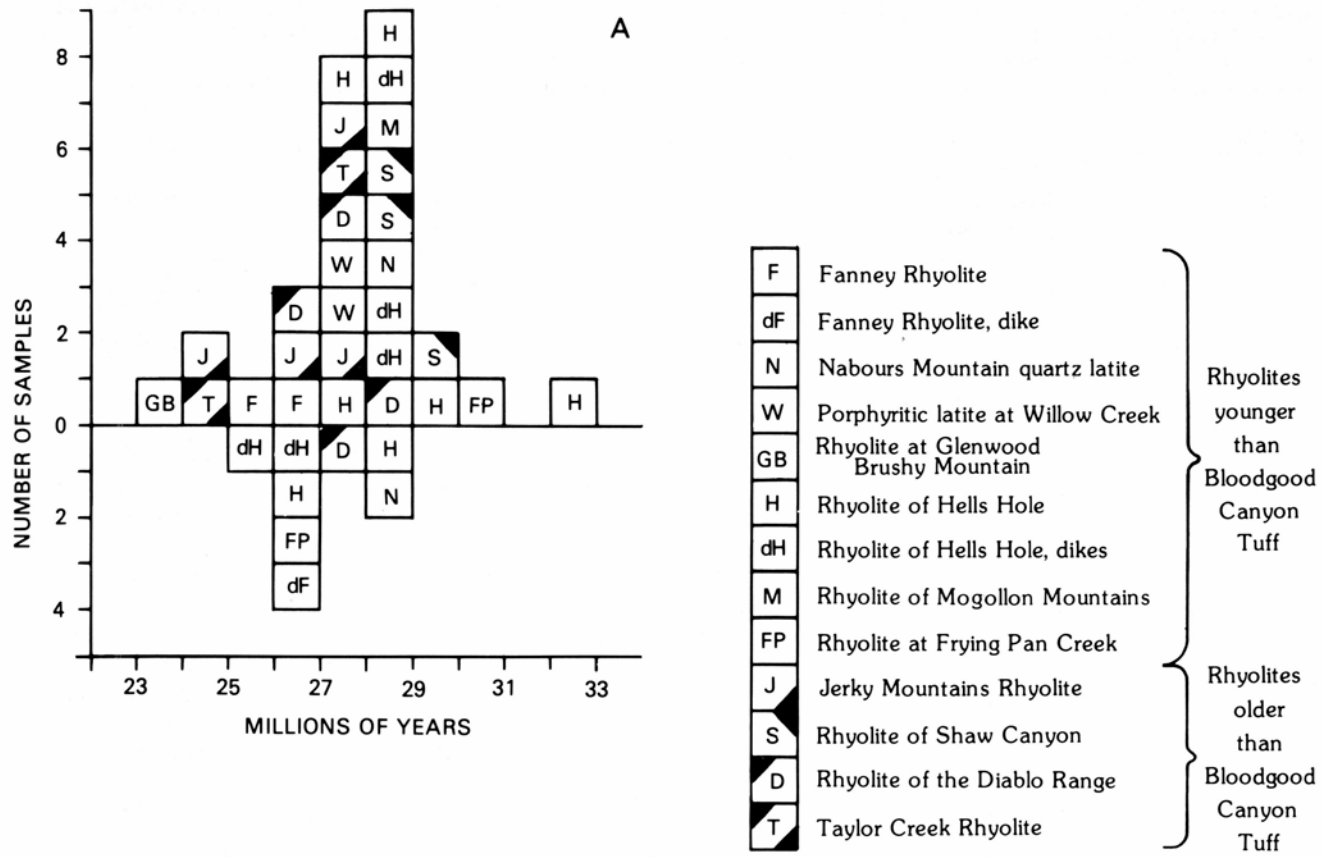 A
H
8
H dH
J M
6
T S
D S
4
W N
D W dH
2
J J J dH S
GB T F F H D H FP H
0
dH dH D H
H N
2
FP
dF
4
NUMBER OF SAMPLES
23 25 27 29 31 33
MILLIONS OF YEARS
F Fanney Rhyolite
dF Fanney Rhyolite, dike
N Nabours Mountain quartz latite
W Porphyritic latite at Willow Creek
GB Rhyolite at Glenwood
Brushy Mountain
H Rhyolite of Hells Hole
dH Rhyolite of Hells Hole, dikes
M Rhyolite of Mogollon Mountains
FP Rhyolite at Frying Pan Creek
J Jerky Mountains Rhyolite
S Rhyolite of Shaw Canyon
D Rhyolite of the Diablo Range
T Taylor Creek Rhyolite
Rhyolites
younger
than
Bloodgood
Canyon
Tuff
Rhyolites
older
than
Bloodgood
Canyon
Tuff